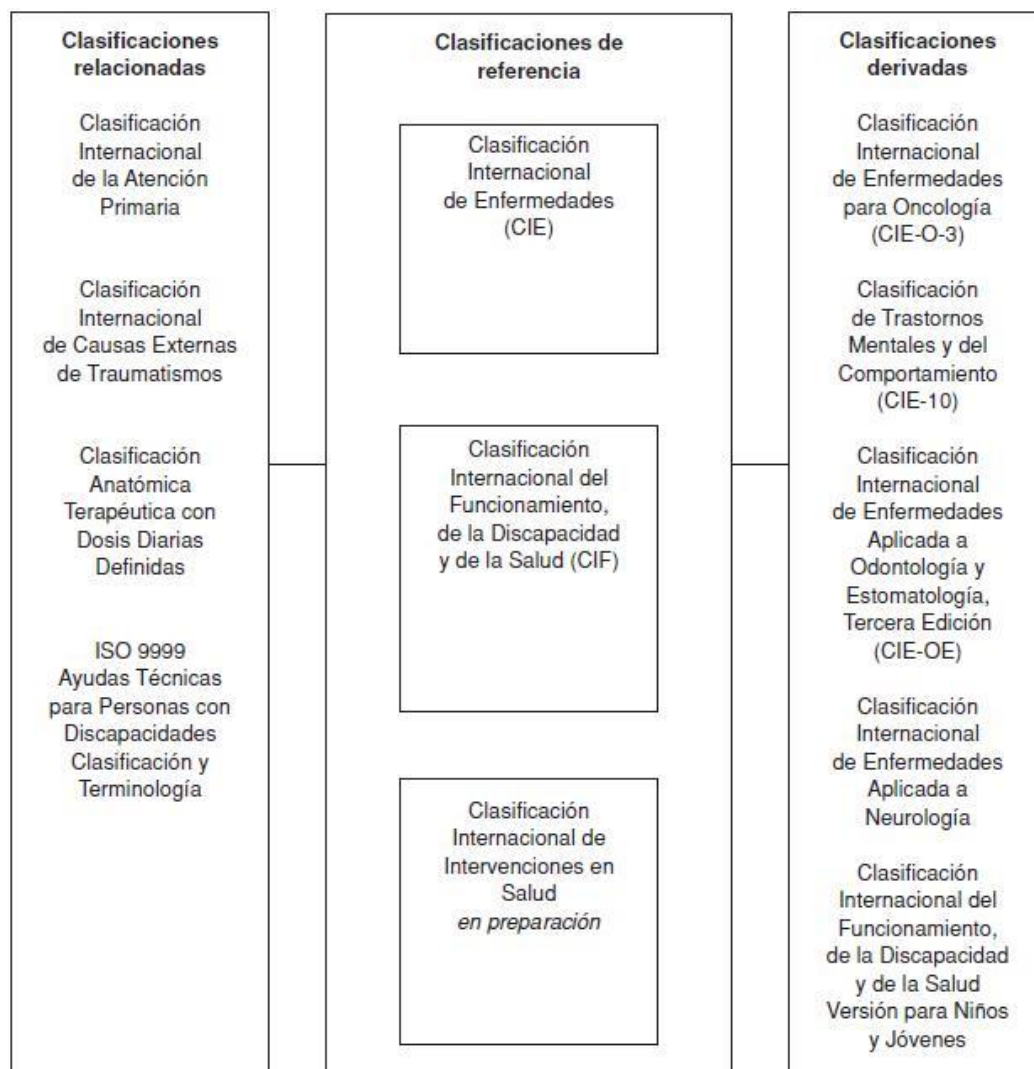 Clasificaciones
relacionadas
Clasificación
Internacional
de la Atención
Primaria
Clasificación
Internacional
de Causas Externas
de Traumatismos
Clasificación
Anatómica
Terapéutica con
Dosis Diarias
Definidas
ISO 9999
Ayudas Técnicas
para Personas con
Discapacidades
Clasificación y
Terminología
Clasificaciones de
referencia
Clasificación
Internacional
de Enfermedades
(CIE)
Clasificación
Internacional del
Funcionamiento,
de la Discapacidad
y de la Salud (CIF)
Clasificación
Internacional de
Intervenciones en
Salud
en preparación
Clasificaciones
derivadas
Clasificación
Internacional
de Enfermedades
para Oncología
(CIE-O-3)
Clasificación
de Trastornos
Mentales y del
Comportamiento
(CIE-10)
Clasificación
Internacional
de Enfermedades
Aplicada a
Odontología y
Estomatología,
Tercera Edición
(CIE-OE)
Clasificación
Internacional
de Enfermedades
Aplicada a
Neurología
Clasificación
Internacional del
Funcionamiento,
de la Discapacidad
y de la Salud
Versión para Niños
y Jóvenes